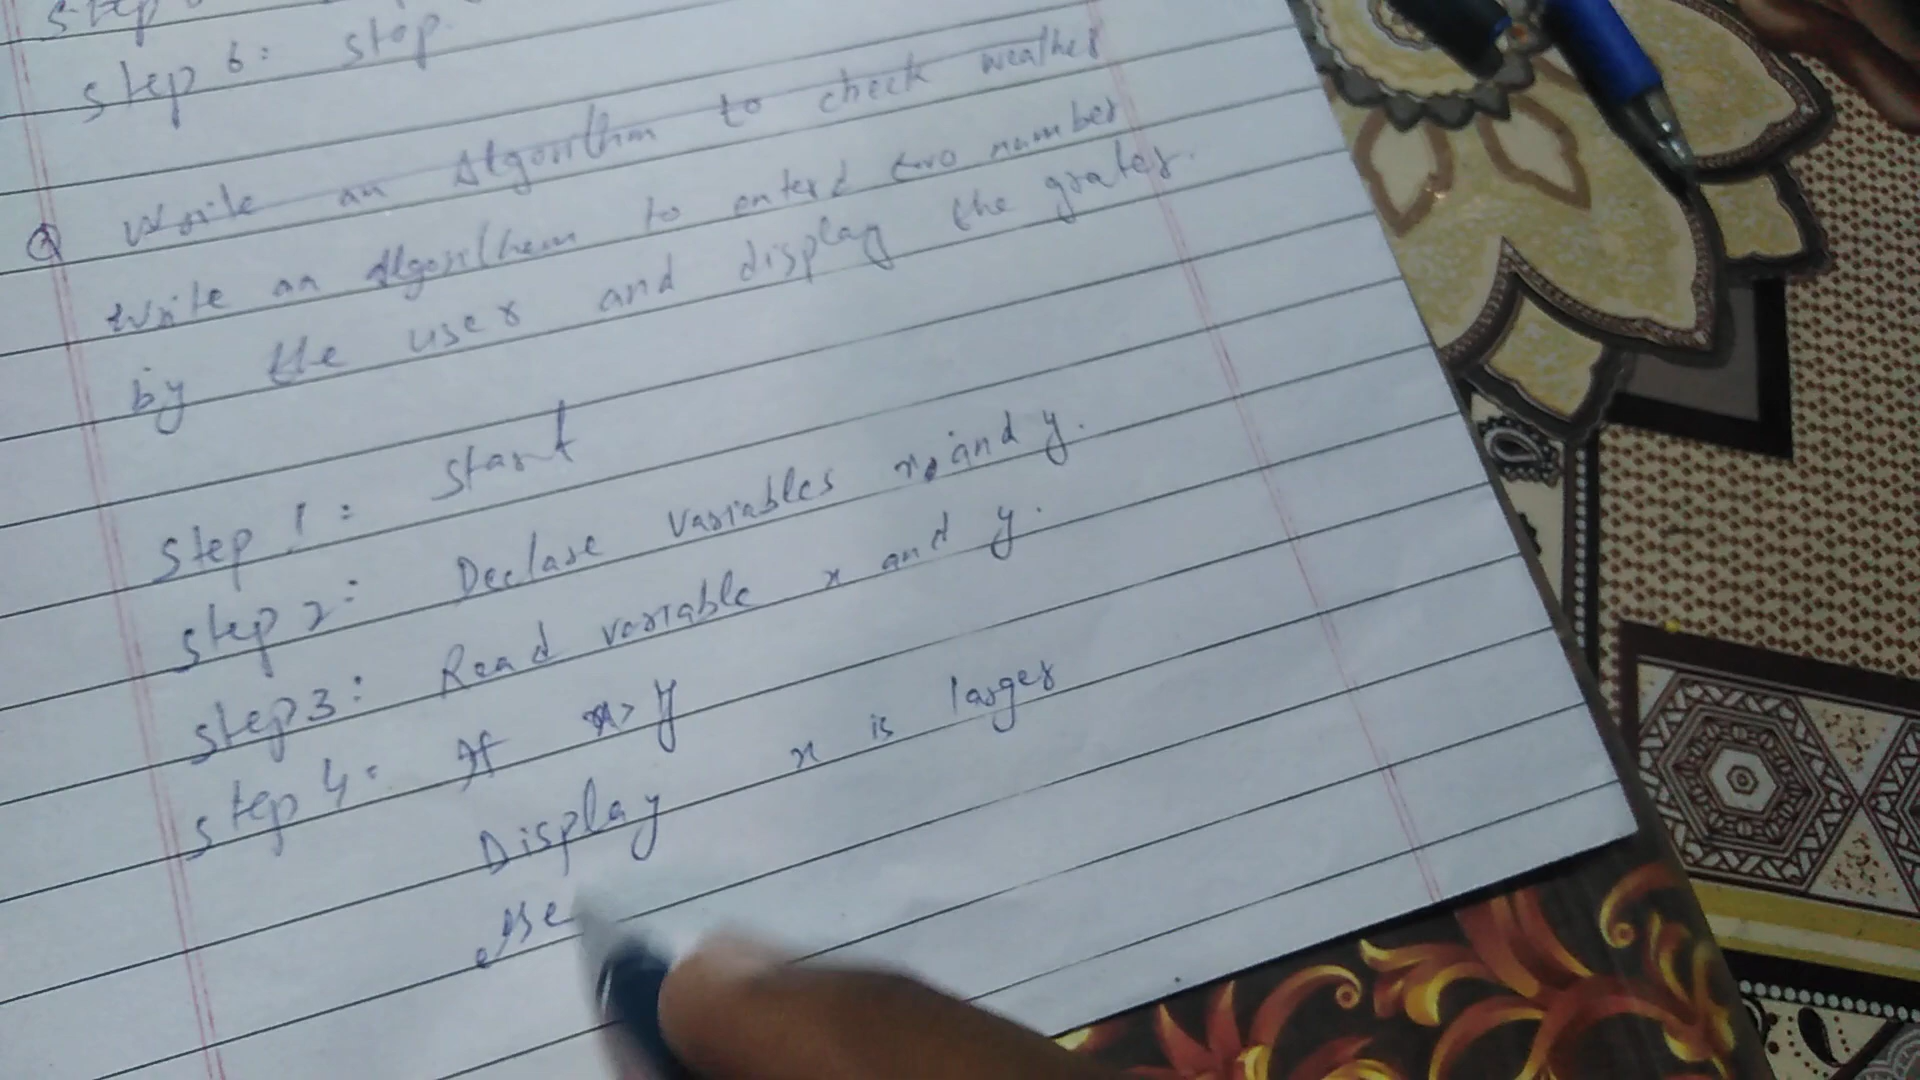 Step 6: stop.
Write an Algorithm to check weather
Write an Algorithem to enterd two number
by the user and display the grater.
Step 1: Start
Step 2: Declare variables x, and y.
Step 3: Read variable x and y.
Step 4: If x > y
Display x is larger
else